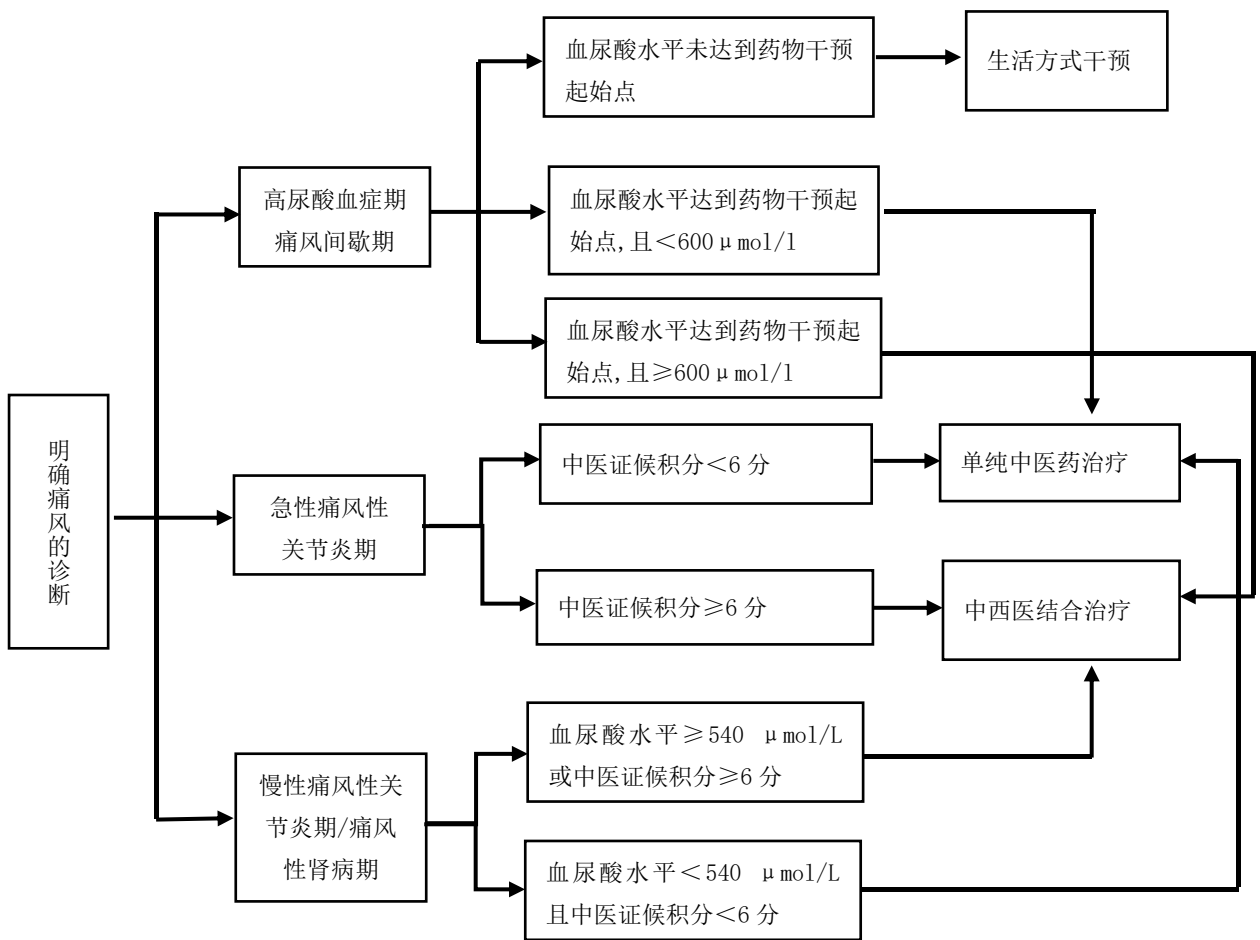 血尿酸水平未达到药物干预
起始点
生活方式干预
高尿酸血症期
痛风间歇期
血尿酸水平达到药物干预起
始点,且＜600μmol/l
血尿酸水平达到药物干预起
始点,且≥600μmol/l
明确痛风的诊断
急性痛风性
关节炎期
中医证候积分＜6 分
单纯中医药治疗
中医证候积分≥6 分
中西医结合治疗
慢性痛风性关
节炎期/痛风
性肾病期
血尿酸水平≥540 μmol/L
或中医证候积分≥6 分
血尿酸水平＜540 μmol/L
且中医证候积分＜6 分